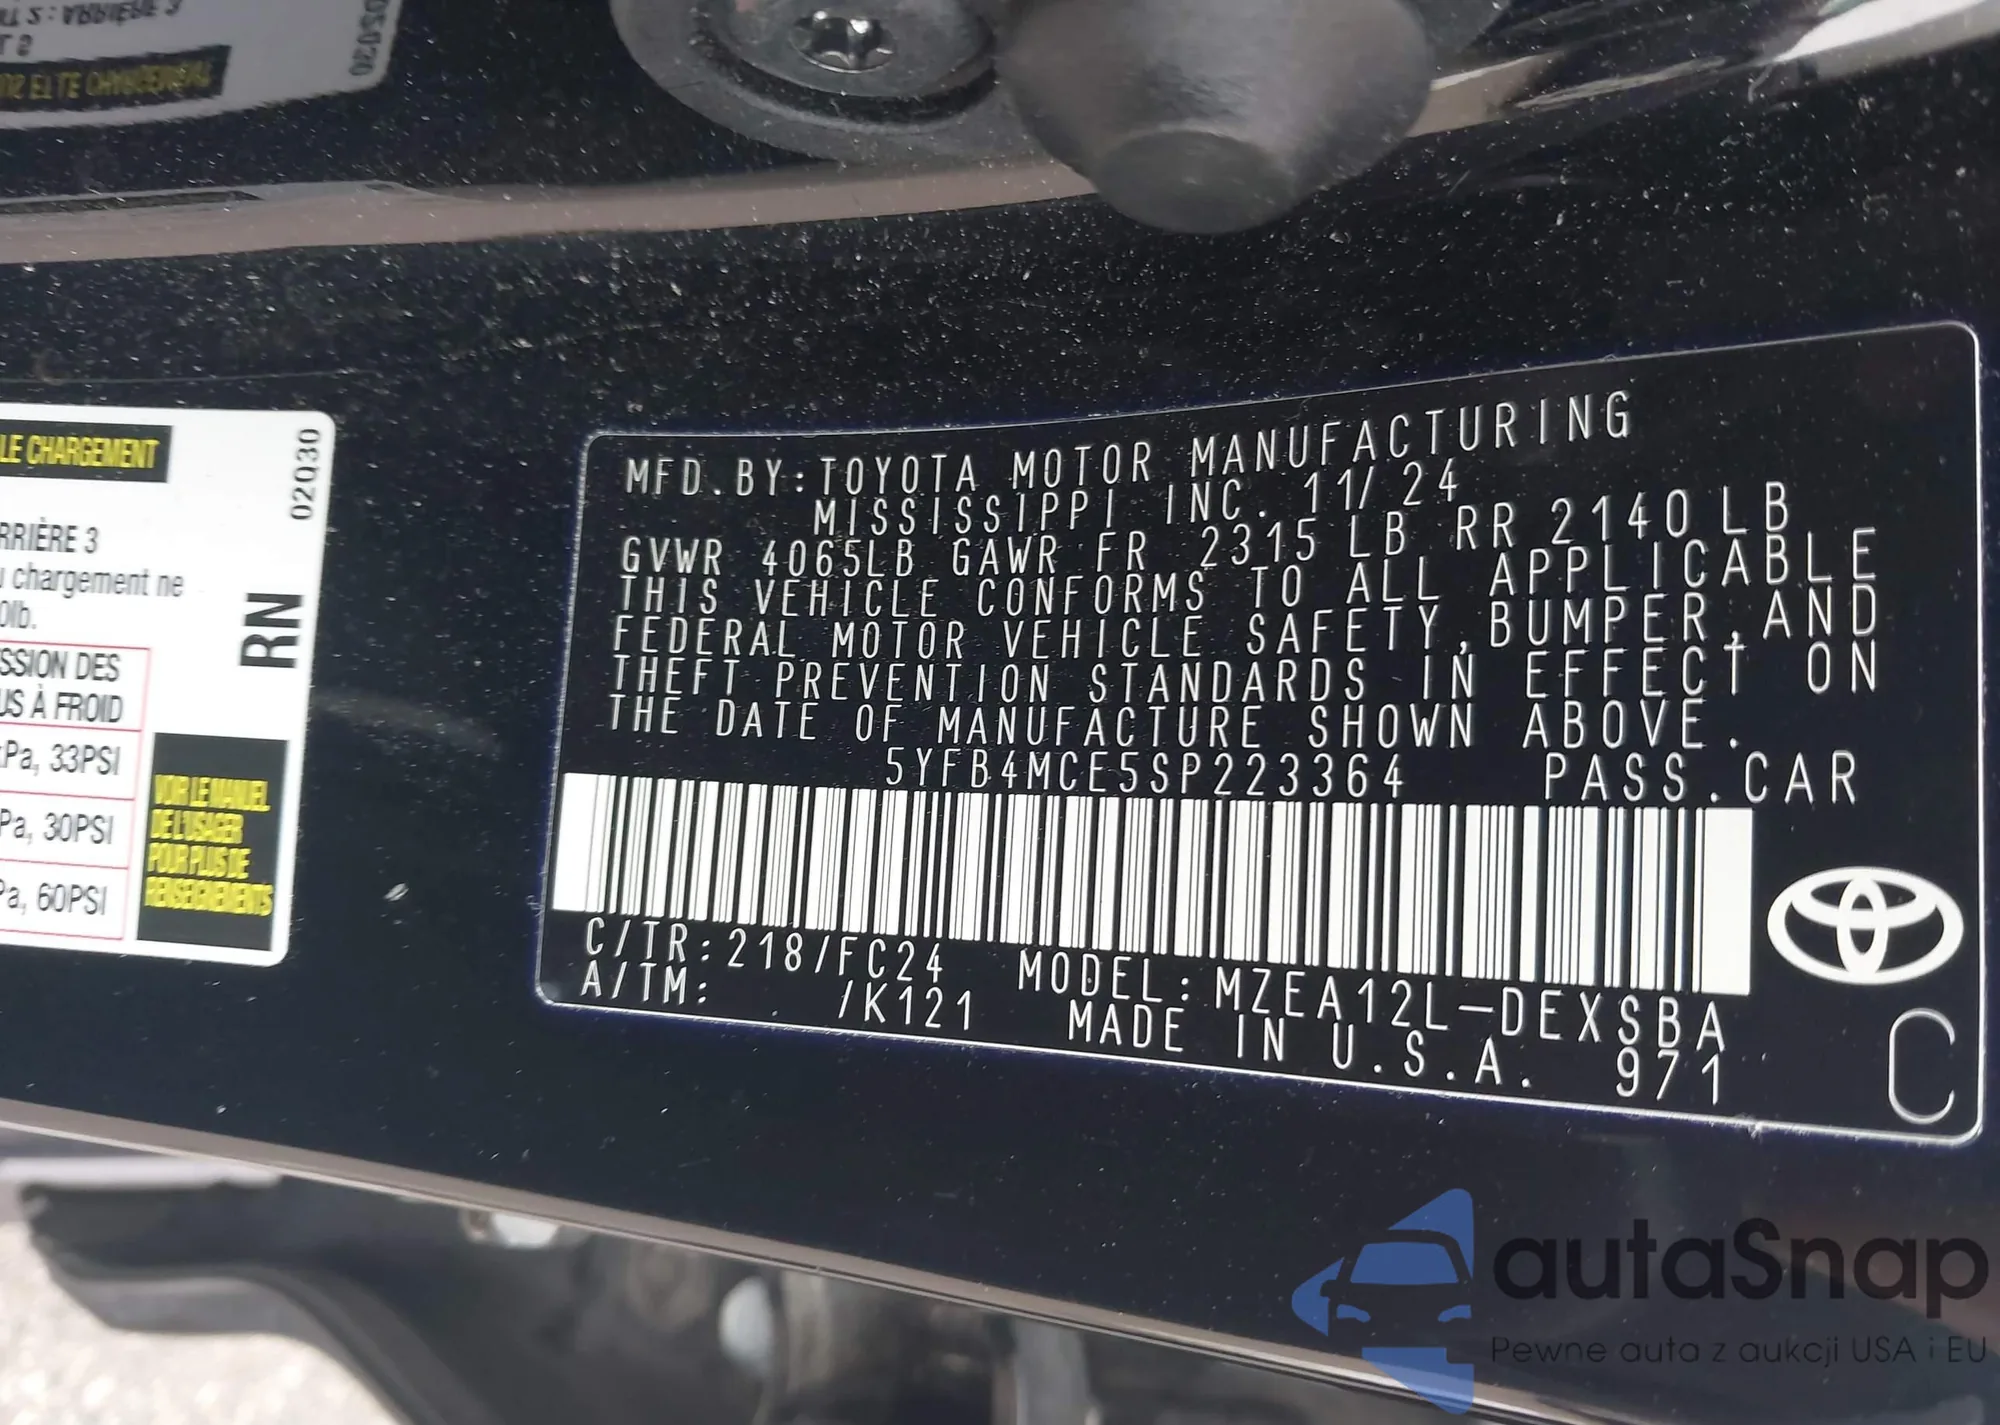 02030
LE CHARGEMENT
RRIÈRE 3
chargement ne
0lb.
RN
SSION DES
US À FROID
Pa, 33PSI
Pa, 30PSI
Pa, 60PSI
VOIR LE MANUEL
DE L'USAGER
POUR PLUS DE
RENSEIGNEMENTS
MFD.BY:TOYOTA MOTOR MANUFACTURING
MISSISSIPPI INC. 11/24
GVWR 4065LB GAWR FR 2315 LB RR 2140 LB
THIS VEHICLE CONFORMS TO ALL APPLICABLE
FEDERAL MOTOR VEHICLE SAFETY,BUMPER,AND
THEFT PREVENTION STANDARDS IN EFFECT ON
THE DATE OF MANUFACTURE SHOWN ABOVE.
5YFB4MCE5SP223364 PASS.CAR
C/TR:218/FC24 MODEL:MZEA12L-DEXSBA
A/TM: /K121 MADE IN U.S.A. 971
C
autaSnap
Pewne auta z aukcji USA i EU